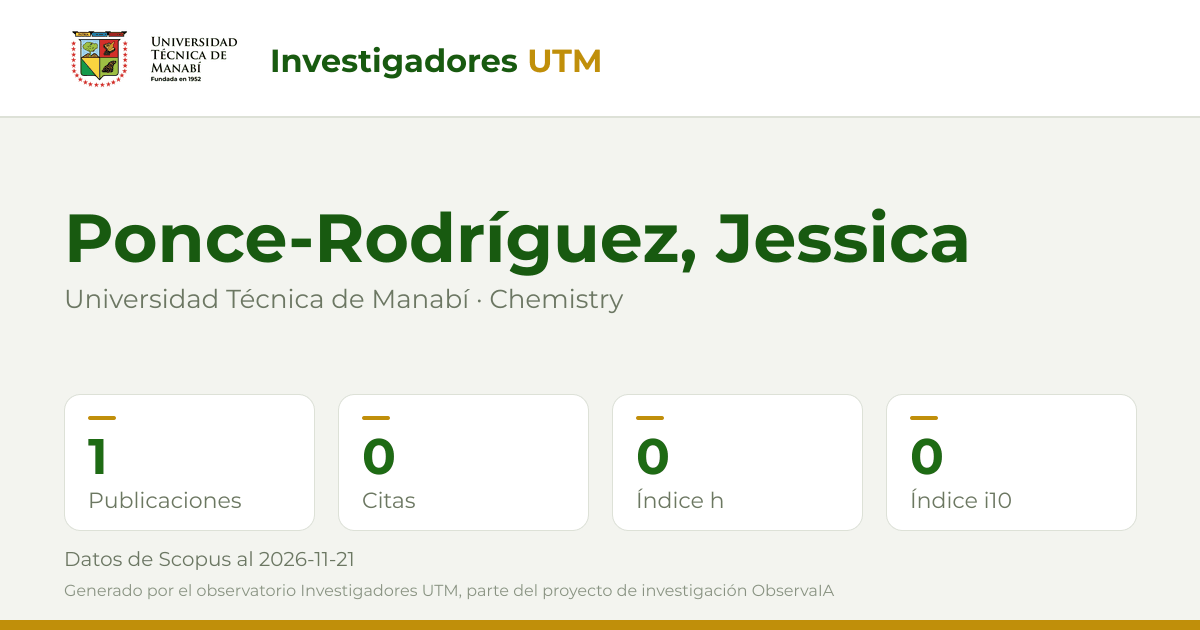 UNIVERSIDAD
TÉCNICA DE
MANABÍ
Fundada en 1952
Investigadores UTM
Ponce-Rodríguez, Jessica
Universidad Técnica de Manabí · Chemistry
1
Publicaciones
0
Citas
0
Índice h
0
Índice i10
Datos de Scopus al 2026-11-21
Generado por el observatorio Investigadores UTM, parte del proyecto de investigación ObservaIA